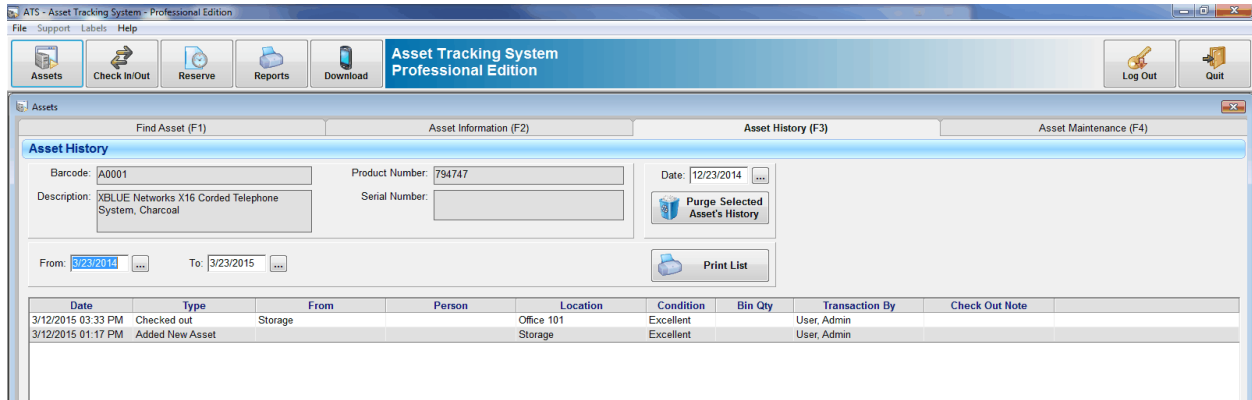 ATS - Asset Tracking System - Professional Edition
File Support Labels Help
Assets Check In/Out Reserve Reports Download
Asset Tracking System
Professional Edition
Log Out Quit
Assets
Find Asset (F1) Asset Information (F2) Asset History (F3) Asset Maintenance (F4)
Asset History
Barcode: A0001 Product Number: 794747 Date: 12/23/2014 ...
Description: XBLUE Networks X16 Corded Telephone
System, Charcoal
Serial Number:
Purge Selected
Asset's History
From: 3/23/2014 ... To: 3/23/2015 ... Print List
Date Type From Person Location Condition Bin Qty Transaction By Check Out Note
3/12/2015 03:33 PM Checked out Storage Office 101 Excellent User, Admin
3/12/2015 01:17 PM Added New Asset Storage Excellent User, Admin